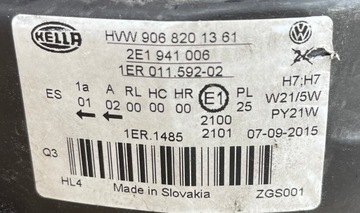 HELLA HVW 906 820 13 61
2E1 941 006
1ER 011.592-02
H7;H7
1a A RL HC HR E1 PL W21/5W
ES 01 02 00 00 00 25 PY21W
2100
1ER.1485 2101 07-09-2015
Q3
HL4 Made in Slovakia ZGS001